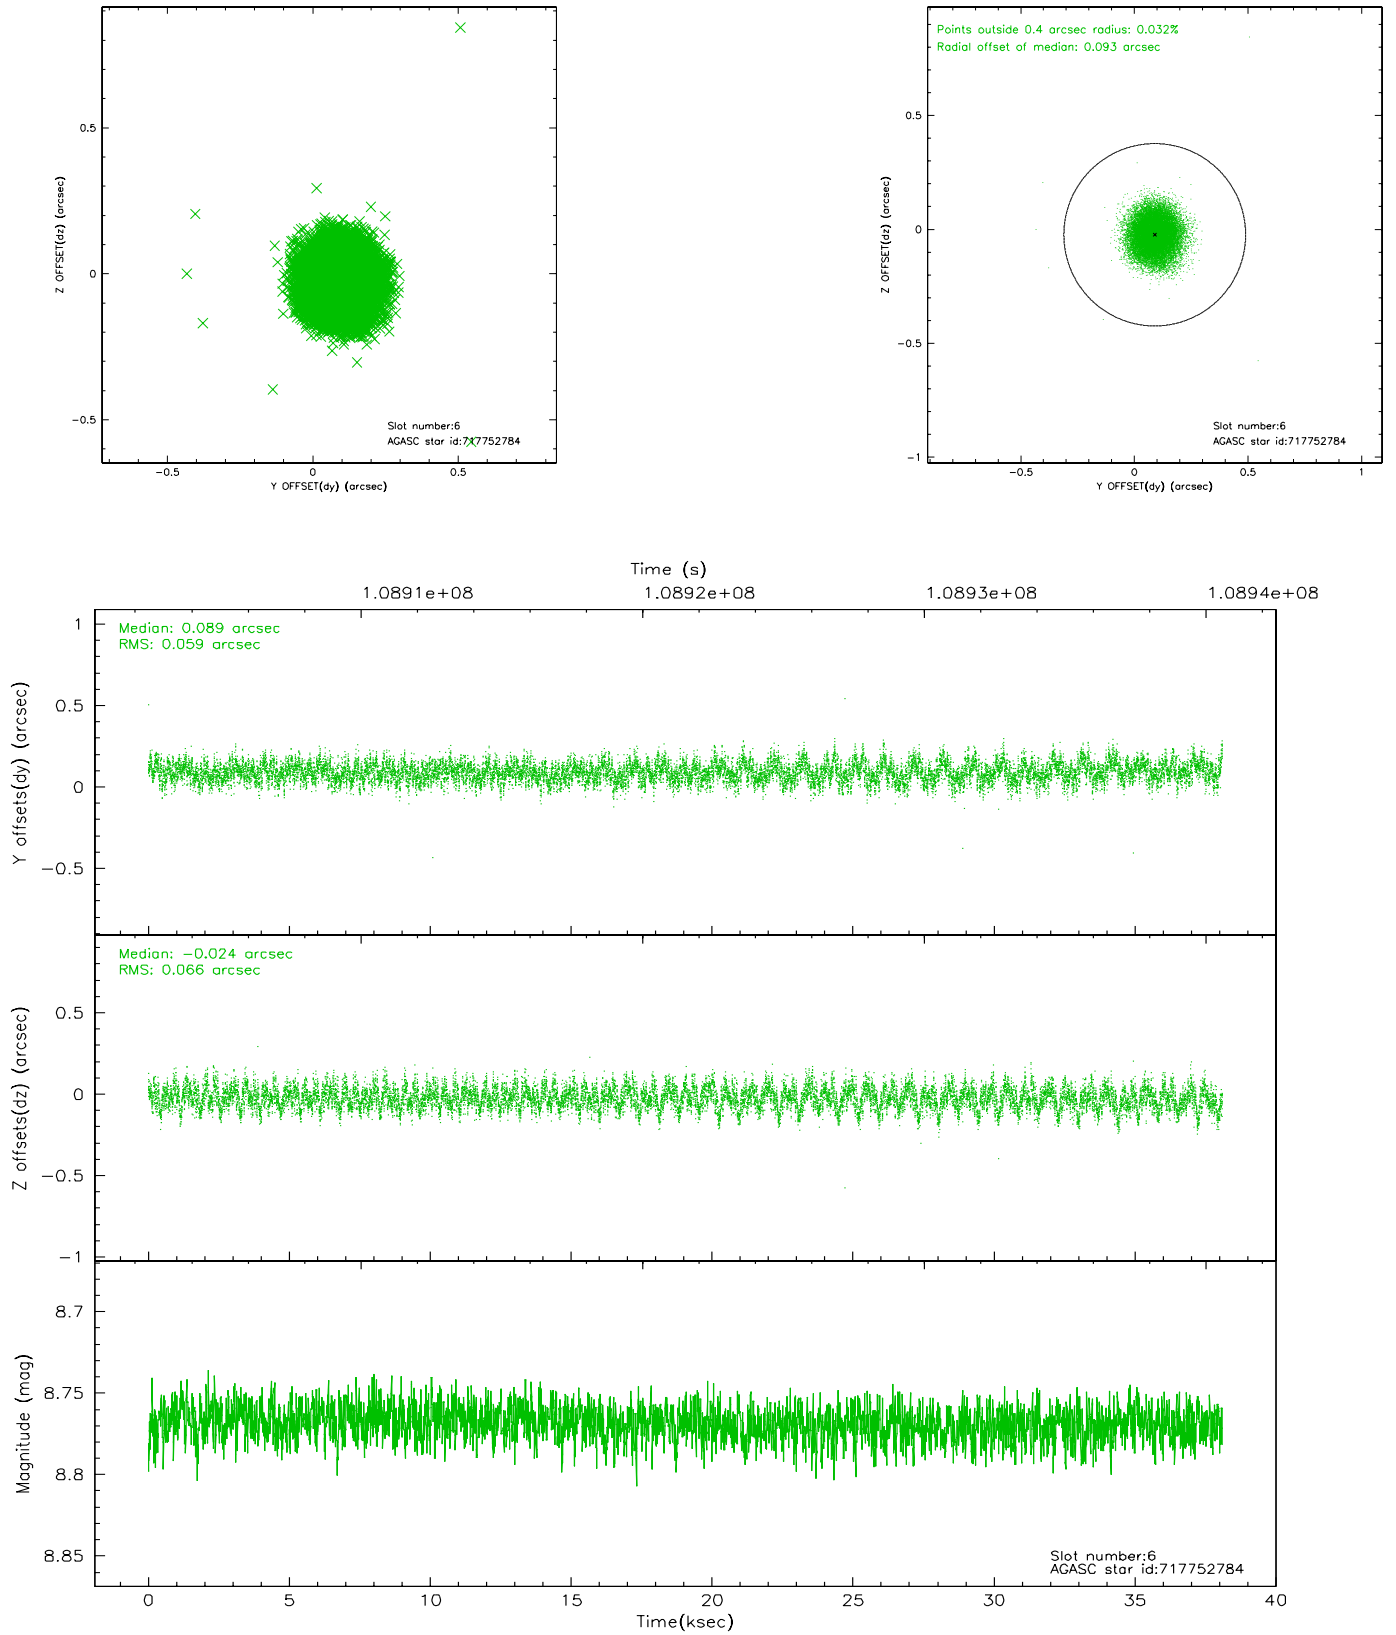 0.5
0
−0.5
Z OFFSET(dz) (arcsec)
Slot number:6
AGASC star id:717752784
−0.5
0
0.5
Y OFFSET(dy) (arcsec)
Points outside 0.4 arcsec radius: 0.032%
Radial offset of median: 0.093 arcsec
0.5
0
−0.5
−1
Z OFFSET(dz) (arcsec)
Slot number:6
AGASC star id:717752784
−0.5
0
0.5
1
Y OFFSET(dy) (arcsec)
Time (s)
1.0891e+08
1.0892e+08
1.0893e+08
1.0894e+08
Median: 0.089 arcsec
RMS: 0.059 arcsec
1
0.5
0
−0.5
Y offsets(dy) (arcsec)
Median: −0.024 arcsec
RMS: 0.066 arcsec
0.5
0
−0.5
−1
Z offsets(dz) (arcsec)
8.7
8.75
8.8
8.85
Magnitude (mag)
Slot number:6
AGASC star id:717752784
0
5
10
15
20
25
30
35
40
Time(ksec)